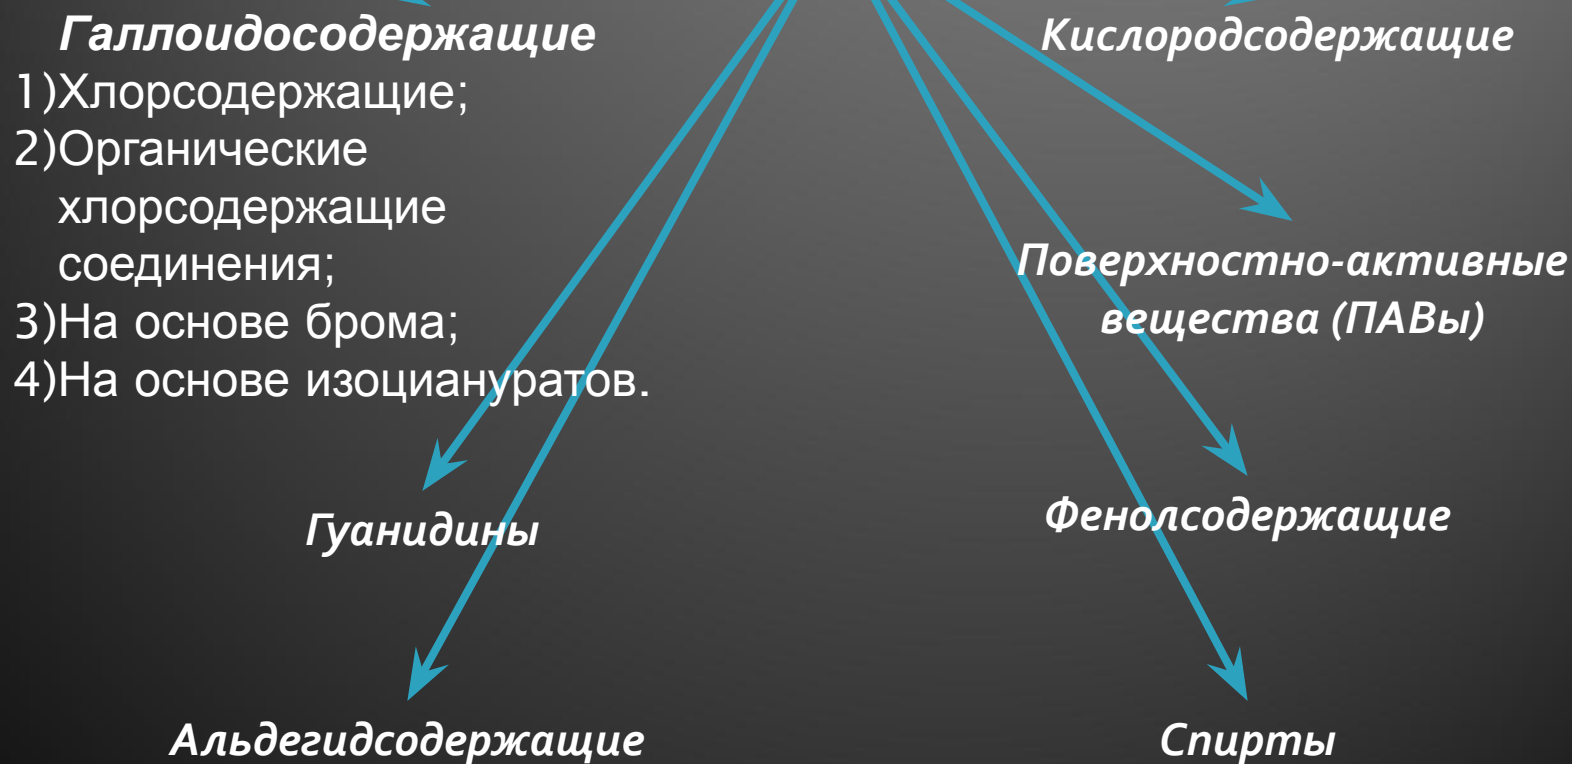 Галлоидосодержащие
1)Хлорсодержащие;
2)Органические
хлорсодержащие
соединения;
3)На основе брома;
4)На основе изоциануратов.
Гуанидины
Альдегидсодержащие
Кислородсодержащие
Поверхностно-активные
вещества (ПАВы)
Фенолсодержащие
Спирты